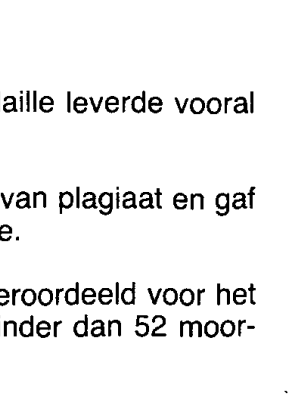 aille leverde vooral
van plagiaat en gaf
e.
eroordeeld voor het
inder dan 52 moor-